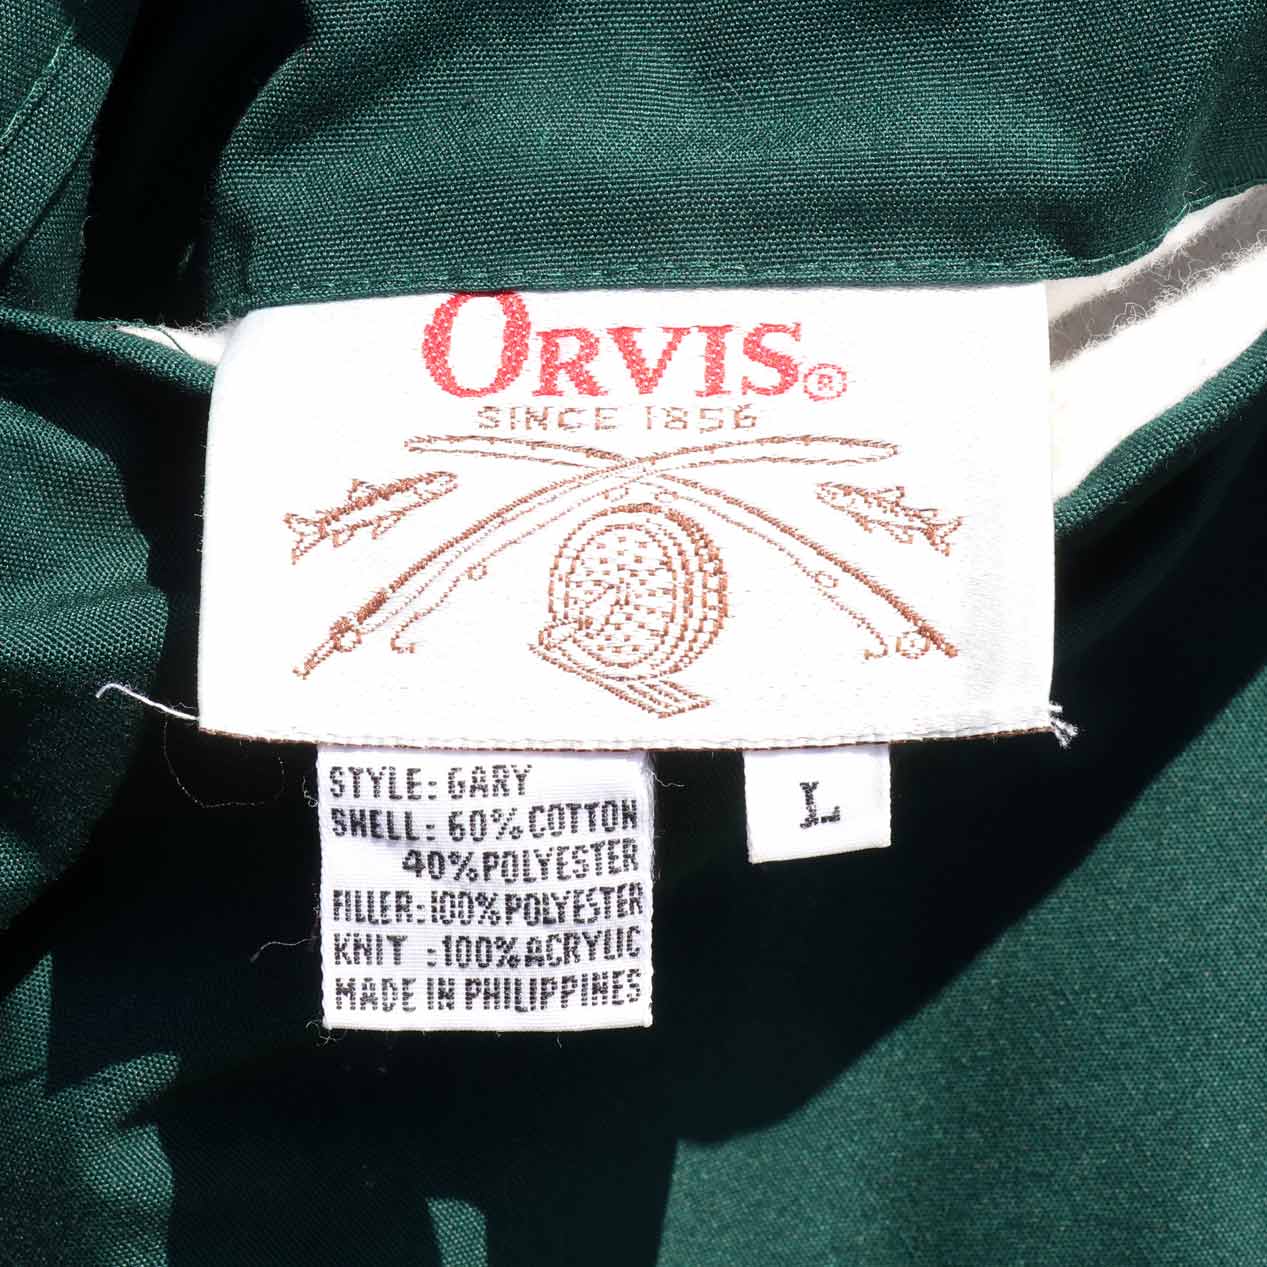 ORVIS®
SINCE 1856
STYLE: GARY
SHELL: 60% COTTON
40% POLYESTER
FILLER: 100% POLYESTER
KNIT : 100% ACRYLIC
MADE IN PHILIPPINES
L